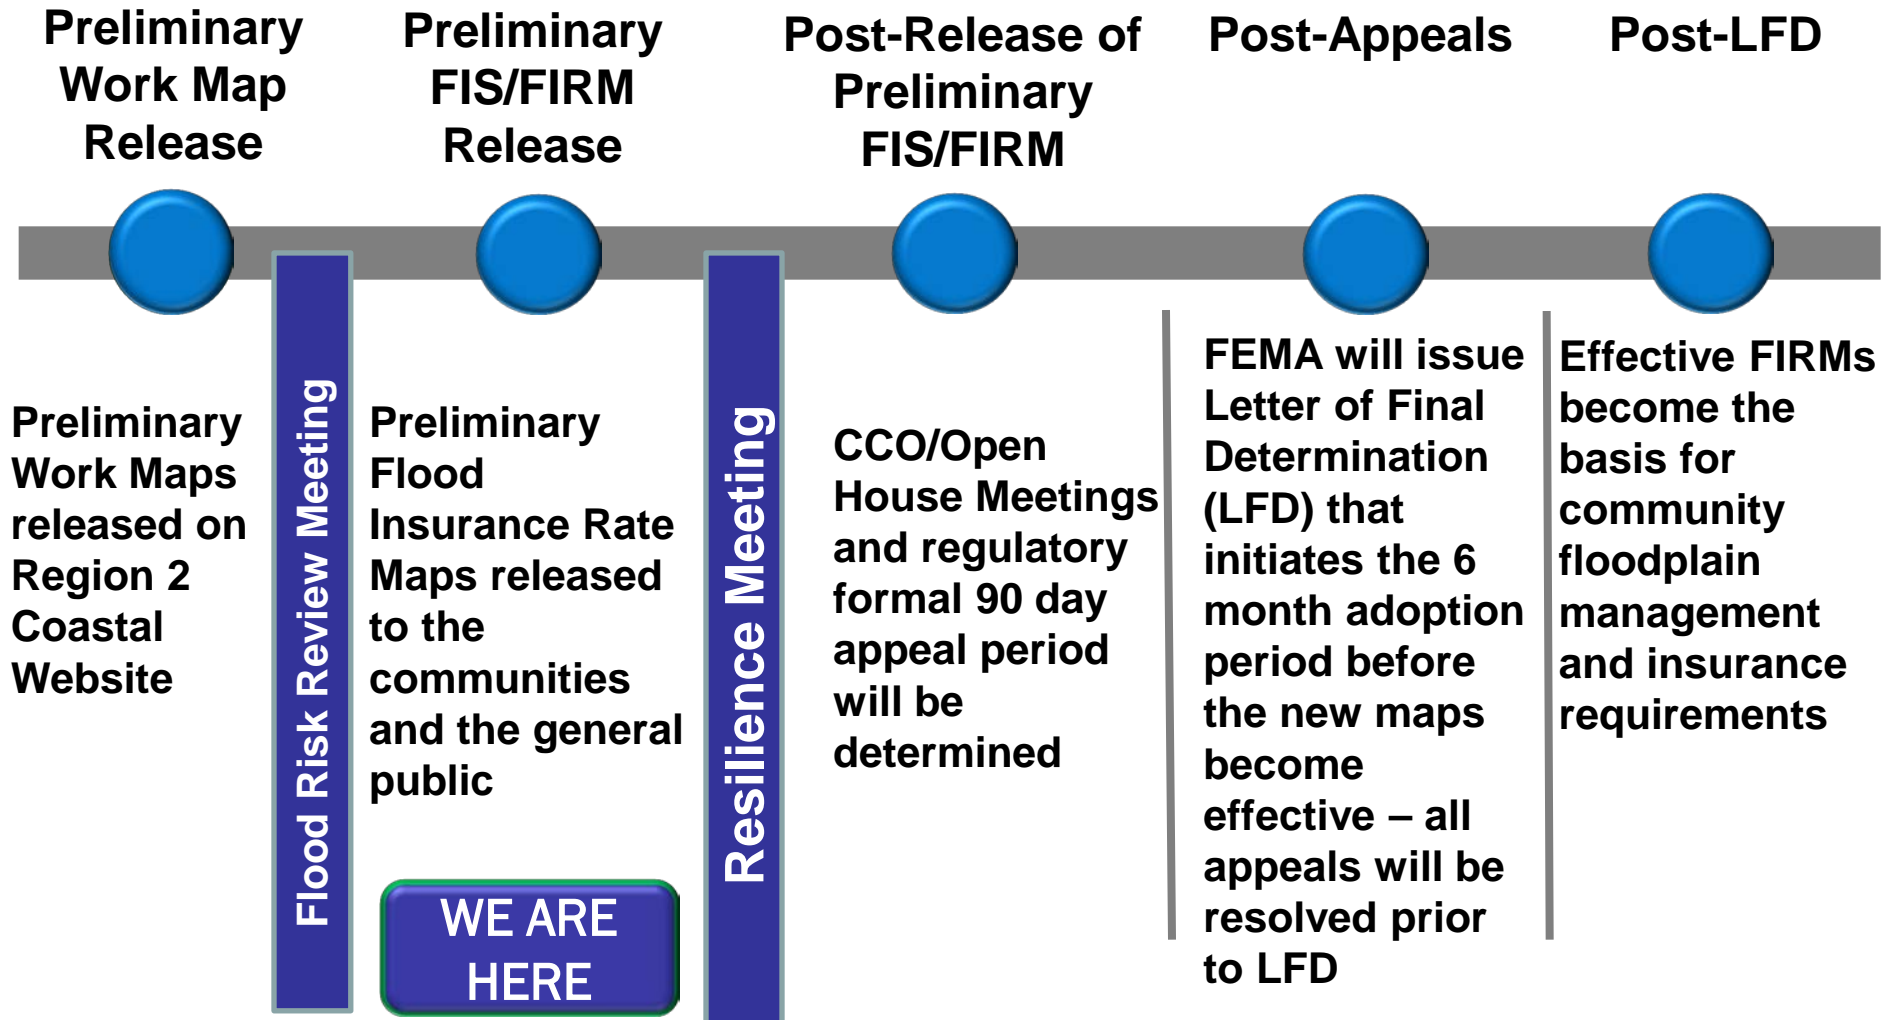 Preliminary
Work Map
Release
Preliminary
FIS/FIRM
Release
Post-Release of
Preliminary
FIS/FIRM
Post-Appeals
Post-LFD
Preliminary
Work Maps
released on
Region 2
Coastal
Website
Flood Risk Review Meeting
Preliminary
Flood
Insurance Rate
Maps released
to the
communities
and the general
public
WE ARE
HERE
Resilience Meeting
CCO/Open
House Meetings
and regulatory
formal 90 day
appeal period
will be
determined
FEMA will issue
Letter of Final
Determination
(LFD) that
initiates the 6
month adoption
period before
the new maps
become
effective – all
appeals will be
resolved prior
to LFD
Effective FIRMs
become the
basis for
community
floodplain
management
and insurance
requirements